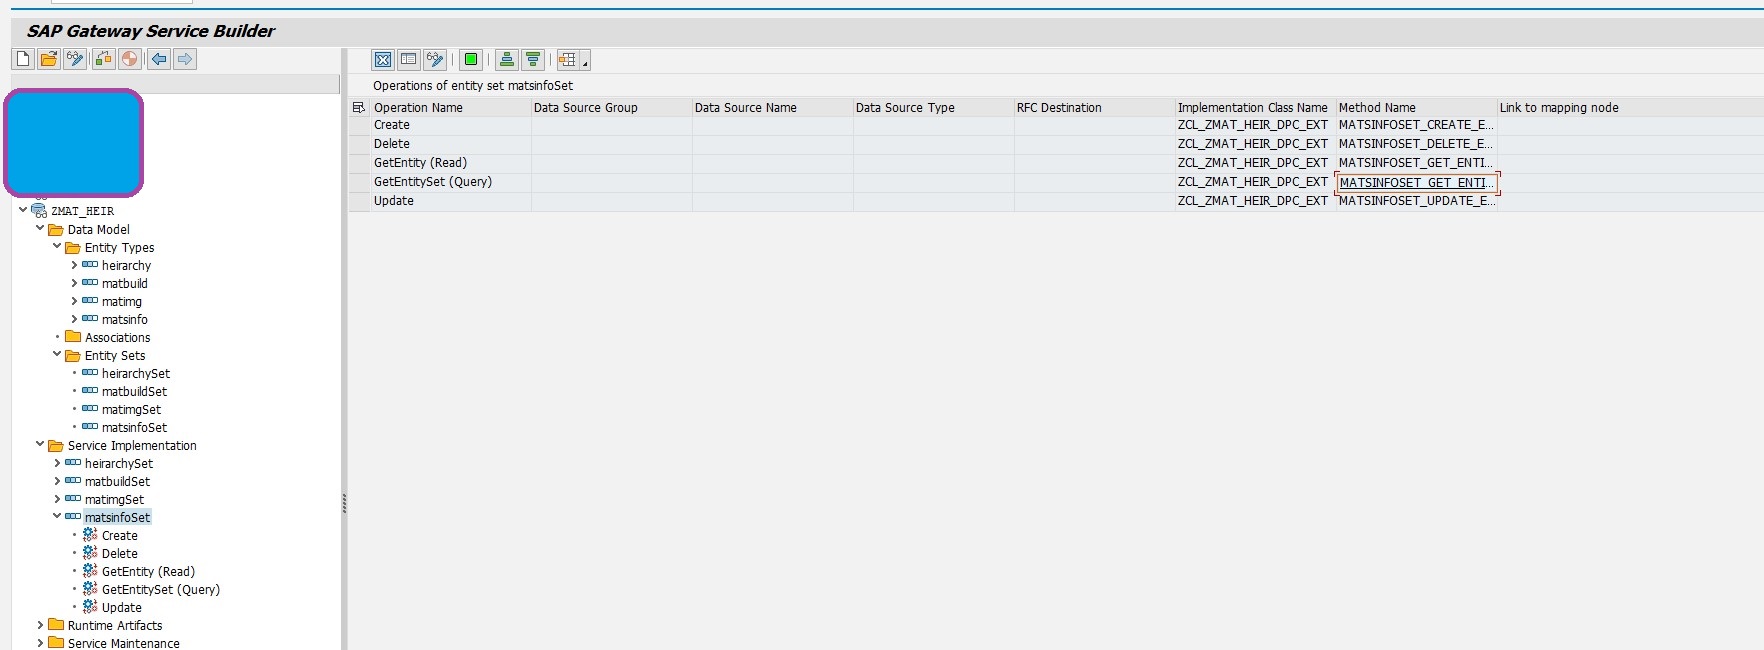 SAP Gateway Service Builder
Operations of entity set matsinfoSet
Operation Name Data Source Group Data Source Name Data Source Type RFC Destination Implementation Class Name Method Name Link to mapping node
Create ZCL_ZMAT_HEIR_DPC_EXT MATSINFOSET_CREATE_E...
Delete ZCL_ZMAT_HEIR_DPC_EXT MATSINFOSET_DELETE_E...
GetEntity (Read) ZCL_ZMAT_HEIR_DPC_EXT MATSINFOSET_GET_ENTI...
GetEntitySet (Query) ZCL_ZMAT_HEIR_DPC_EXT MATSINFOSET_GET_ENTI...
Update ZCL_ZMAT_HEIR_DPC_EXT MATSINFOSET_UPDATE_E...
ZMAT_HEIR
Data Model
Entity Types
heirarchy
matbuild
matimg
matsinfo
Associations
Entity Sets
heirarchySet
matbuildSet
matimgSet
matsinfoSet
Service Implementation
heirarchySet
matbuildSet
matimgSet
matsinfoSet
Create
Delete
GetEntity (Read)
GetEntitySet (Query)
Update
Runtime Artifacts
Service Maintenance